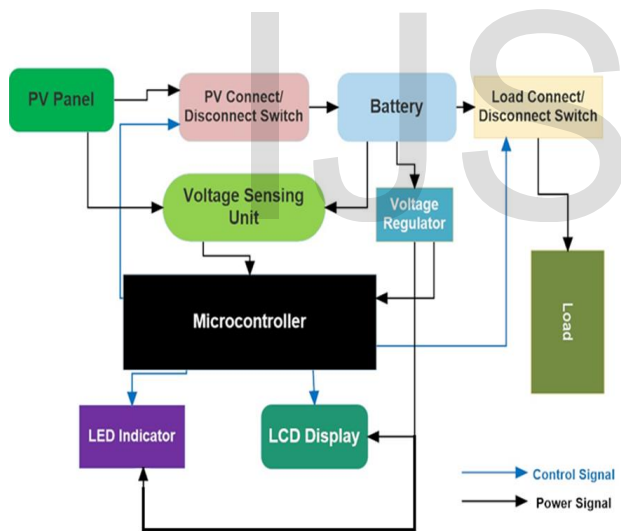 IJS
PV Panel
PV Connect/
Disconnect Switch
Battery
Load Connect/
Disconnect Switch
Voltage Sensing
Unit
Voltage
Regulator
Microcontroller
Load
LED Indicator
LCD Display
Control Signal
Power Signal